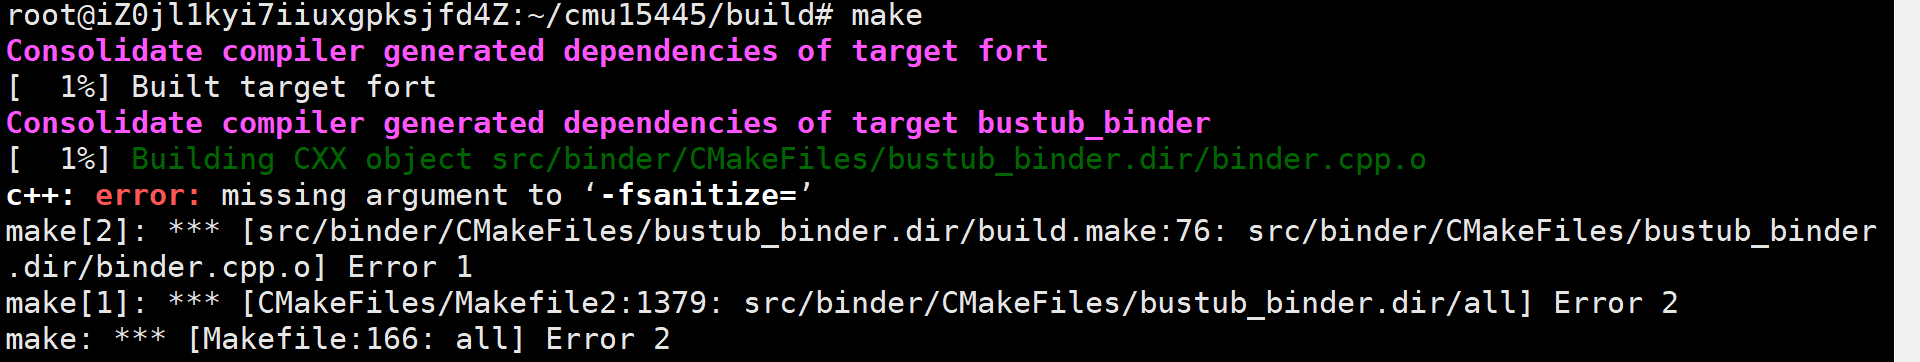 root@iZ0jl1kyi7iiuxgpksjfd4Z:~/cmu15445/build# make
Consolidate compiler generated dependencies of target fort
[  1%] Built target fort
Consolidate compiler generated dependencies of target bustub_binder
[  1%] Building CXX object src/binder/CMakeFiles/bustub_binder.dir/binder.cpp.o
c++: error: missing argument to ‘-fsanitize=’
make[2]: *** [src/binder/CMakeFiles/bustub_binder.dir/build.make:76: src/binder/CMakeFiles/bustub_binder
.dir/binder.cpp.o] Error 1
make[1]: *** [CMakeFiles/Makefile2:1379: src/binder/CMakeFiles/bustub_binder.dir/all] Error 2
make: *** [Makefile:166: all] Error 2